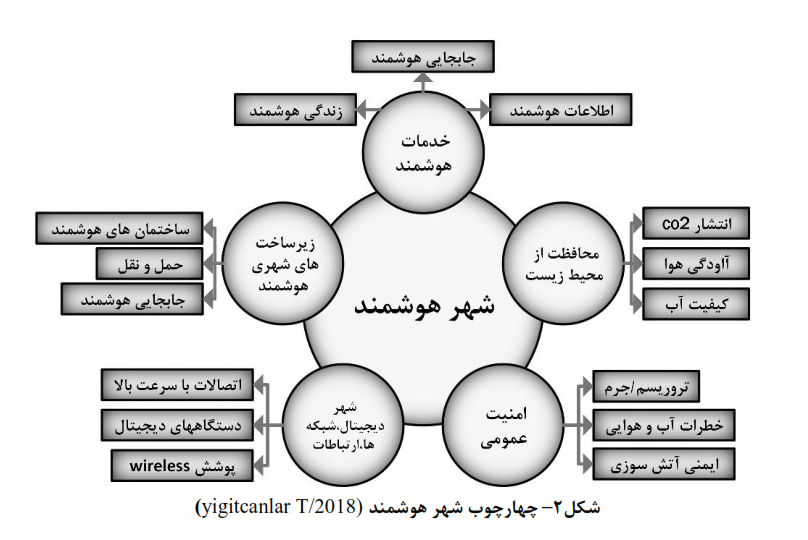 جابجایی هوشمند
اطلاعات هوشمند
زندگی هوشمند
خدمات
هوشمند
انتشار co2
آاودگی هوا
کیفیت آب
محافظت از
محیط زیست
زیرساخت
های شهری
هوشمند
ساختمان های هوشمند
حمل و نقل
جابجایی هوشمند
شهر هوشمند
تروریسم/جرم
خطرات آب و هوایی
ایمنی آتش سوزی
امنیت
عمومی
شهر
دیجیتال،شبکه
ها،ارتباطات
اتصالات با سرعت بالا
دستگاههای دیجیتال
پوشش wireless
شکل۲– چهارچوب شهر هوشمند (yigitcanlar T/2018)